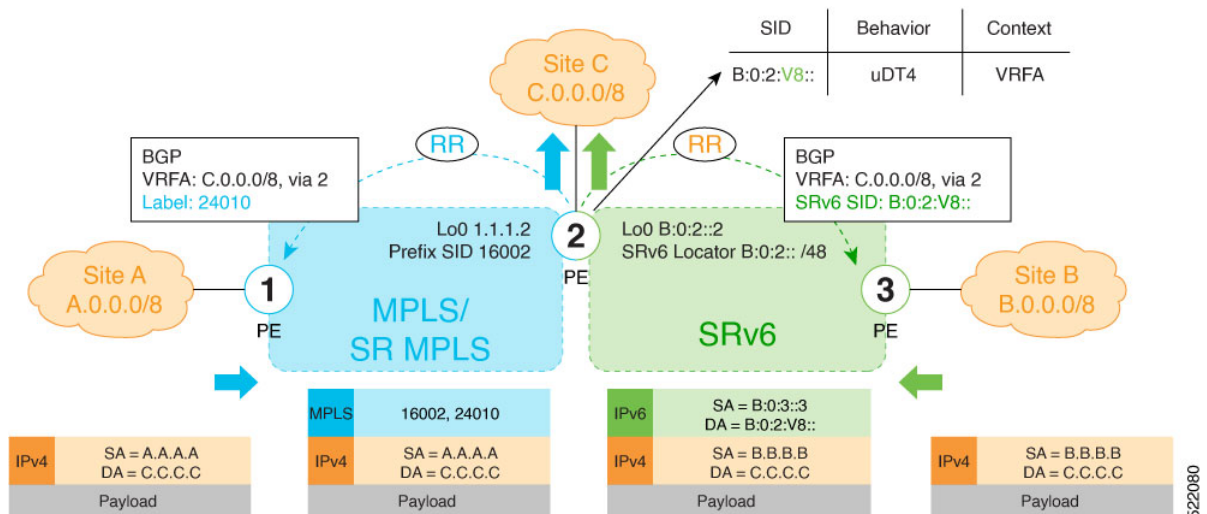 SID Behavior Context
B:0:2:V8:: uDT4 VRFA
Site C
C.0.0.0/8
RR
RR
BGP
VRFA: C.0.0.0/8, via 2
Label: 24010
BGP
VRFA: C.0.0.0/8, via 2
SRv6 SID: B:0:2:V8::
Lo0 1.1.1.2
Prefix SID 16002
2
PE
Lo0 B:0:2::2
SRv6 Locator B:0:2:: /48
Site A
A.0.0.0/8
1
PE
MPLS/
SR MPLS
SRv6
3
PE
Site B
B.0.0.0/8
MPLS 16002, 24010
IPv6
SA = B:0:3::3
DA = B:0:2:V8::
IPv4
SA = A.A.A.A
DA = C.C.C.C
Payload
IPv4
SA = A.A.A.A
DA = C.C.C.C
Payload
IPv4
SA = B.B.B.B
DA = C.C.C.C
Payload
IPv4
SA = B.B.B.B
DA = C.C.C.C
Payload
522080